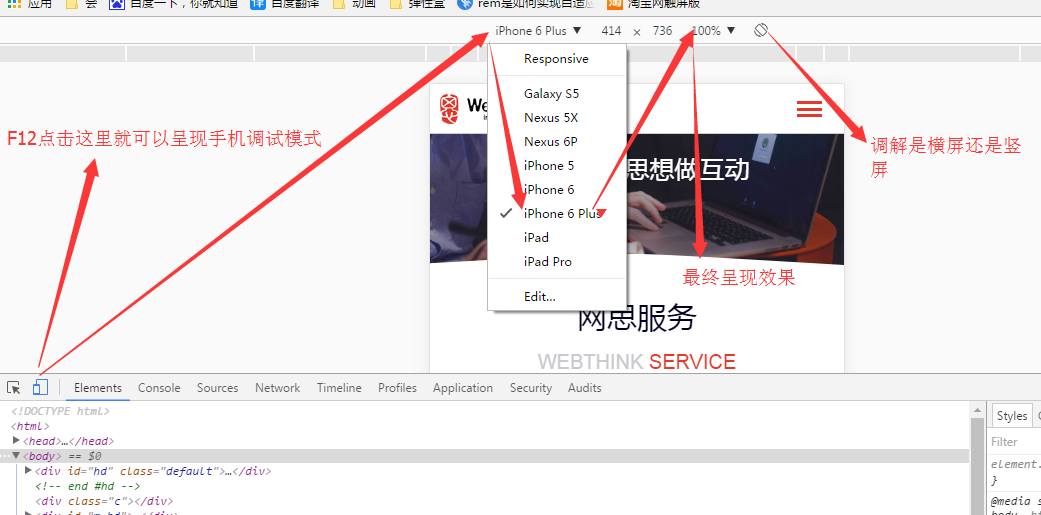 应用
百度一下，你就知道
百度翻译
动画
弹性盒
rem是如何实现自适应
淘宝网触屏版
iPhone 6 Plus ▼ 414 × 736 100% ▼
Responsive
Galaxy S5
Nexus 5X
Nexus 6P
iPhone 5
iPhone 6
✓ iPhone 6 Plus
iPad
iPad Pro
Edit...
We
思想做互动
F12点击这里就可以呈现手机调试模式
调解是横屏还是竖
屏
最终呈现效果
网思服务
WEBTHINK SERVICE
Elements Console Sources Network Timeline Profiles Application Security Audits
<!DOCTYPE html>
<html>
<head>…</head>
<body> == $0
<div id="hd" class="default">…</div>
<!-- end #hd -->
<div class="c"></div>
Styles
Filter
element.
}
@media s